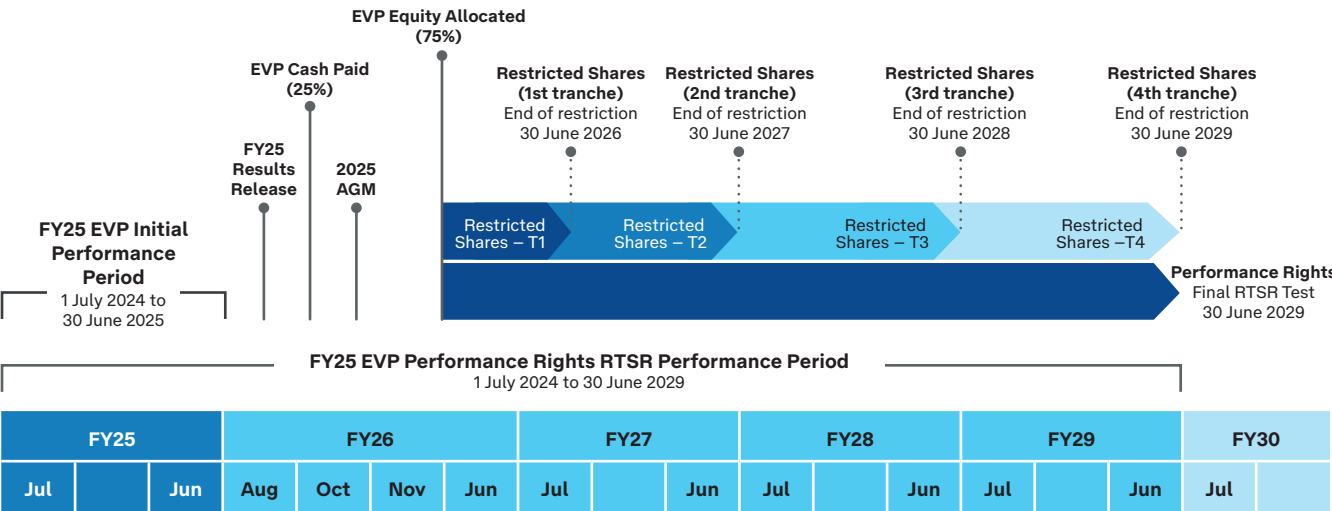 EVP Equity Allocated
(75%)
EVP Cash Paid
(25%)
FY25
Results
Release
2025
AGM
Restricted Shares
(1st tranche)
End of restriction
30 June 2026
Restricted Shares
(2nd tranche)
End of restriction
30 June 2027
Restricted Shares
(3rd tranche)
End of restriction
30 June 2028
Restricted Shares
(4th tranche)
End of restriction
30 June 2029
FY25 EVP Initial
Performance
Period
1 July 2024 to
30 June 2025
Restricted
Shares – T1
Restricted
Shares – T2
Restricted
Shares – T3
Restricted
Shares –T4
Performance Rights
Final RTSR Test
30 June 2029
FY25 EVP Performance Rights RTSR Performance Period
1 July 2024 to 30 June 2029
FY25 FY26 FY27 FY28 FY29 FY30
Jul Jun Aug Oct Nov Jun Jul Jun Jul Jun Jul Jun Jul